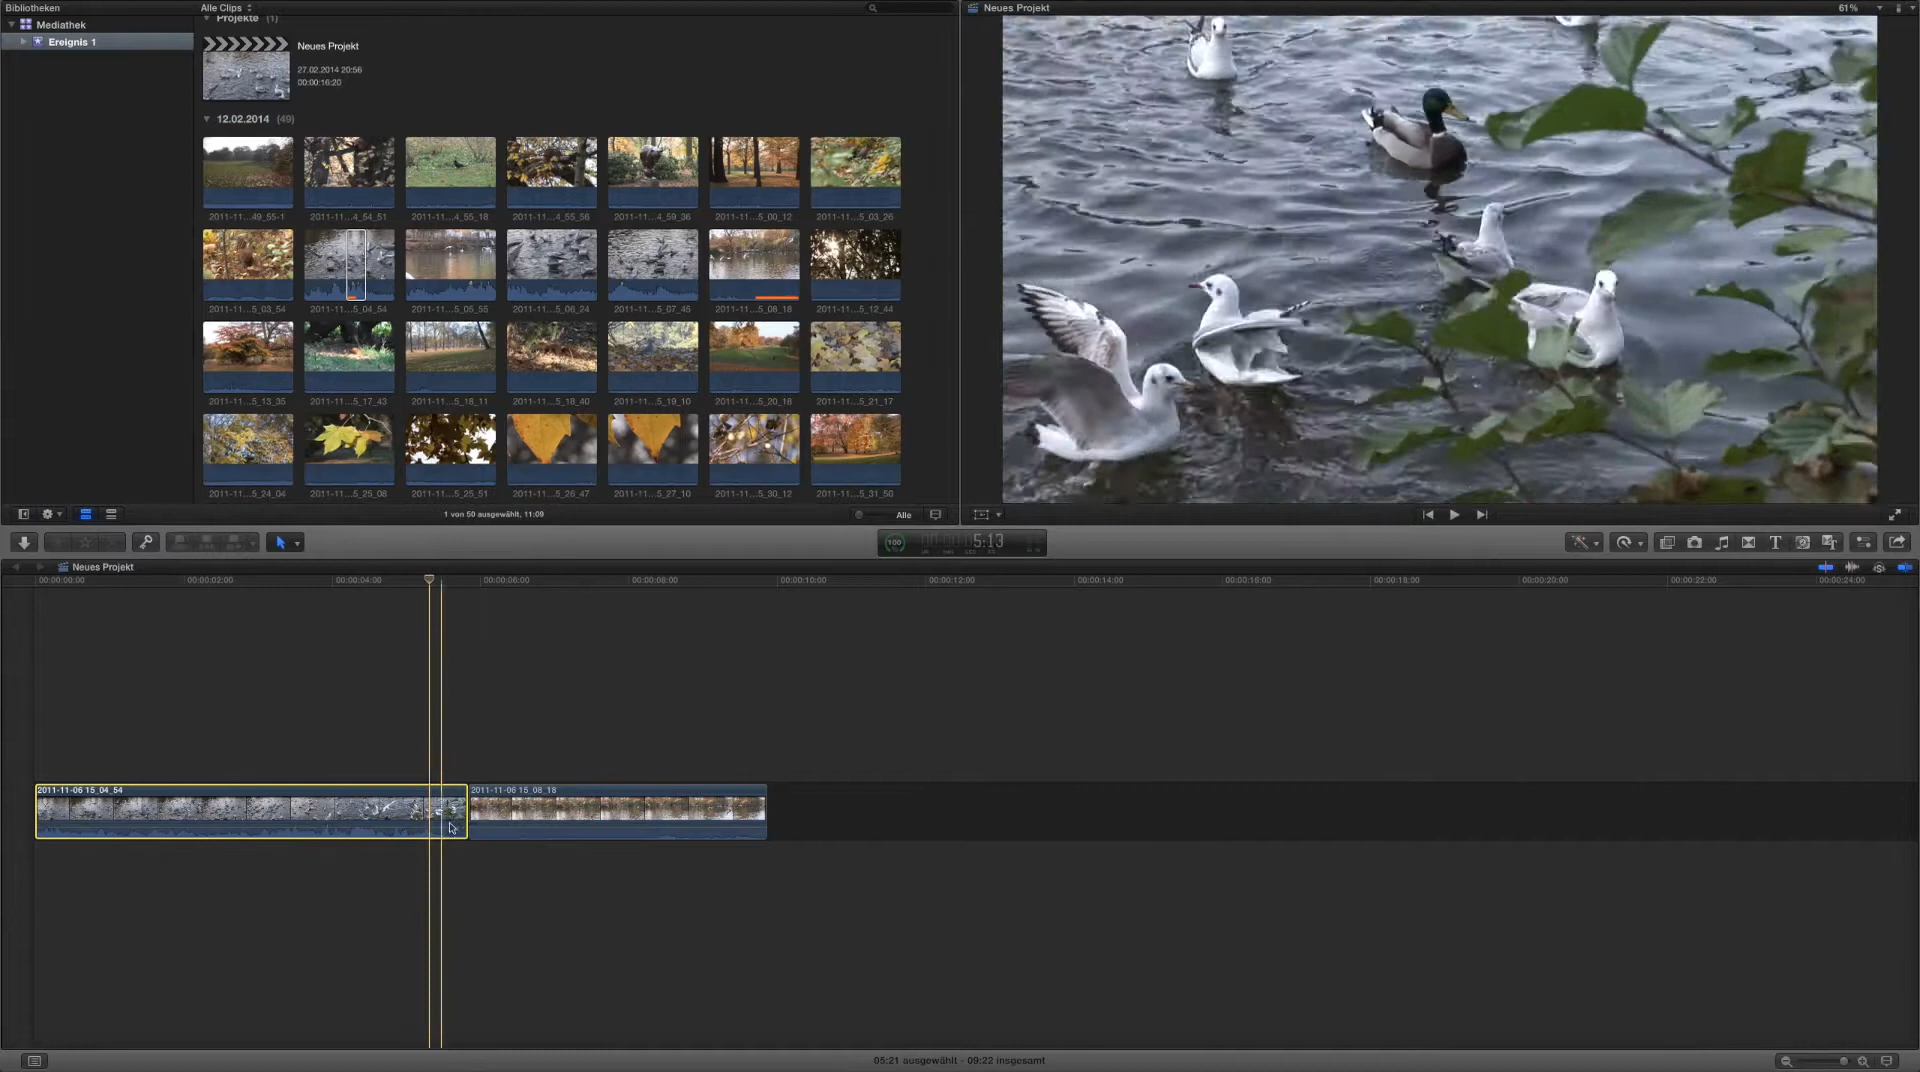 Bibliotheken
Alle Clips
Neues Projekt
61%
Mediathek
Ereignis 1
Projekte (1)
Neues Projekt
27.02.2014 20:56
00:00:16:20
12.02.2014 (49)
2011-11...49_55-1 2011-11...4_54_51 2011-11...4_55_18 2011-11...4_55_56 2011-11...4_59_36 2011-11...5_00_12 2011-11...5_03_26
2011-11...5_03_54 2011-11...5_04_54 2011-11...5_05_55 2011-11...5_06_24 2011-11...5_07_45 2011-11...5_08_18 2011-11...5_12_44
2011-11...5_13_35 2011-11...5_17_43 2011-11...5_18_11 2011-11...5_18_40 2011-11...5_19_10 2011-11...5_20_18 2011-11...5_21_17
2011-11...5_24_04 2011-11...5_25_08 2011-11...5_25_51 2011-11...5_26_47 2011-11...5_27_10 2011-11...5_30_12 2011-11...5_31_50
1 von 50 ausgewählt, 11:09
Alle
100
5:13
Neues Projekt
00:00:00:00 00:00:02:00 00:00:04:00 00:00:06:00 00:00:08:00 00:00:10:00 00:00:12:00 00:00:14:00 00:00:16:00 00:00:18:00 00:00:20:00 00:00:22:00 00:00:24:00
2011-11-06 15_04_54
2011-11-06 15_08_18
05:21 ausgewählt - 09:22 insgesamt